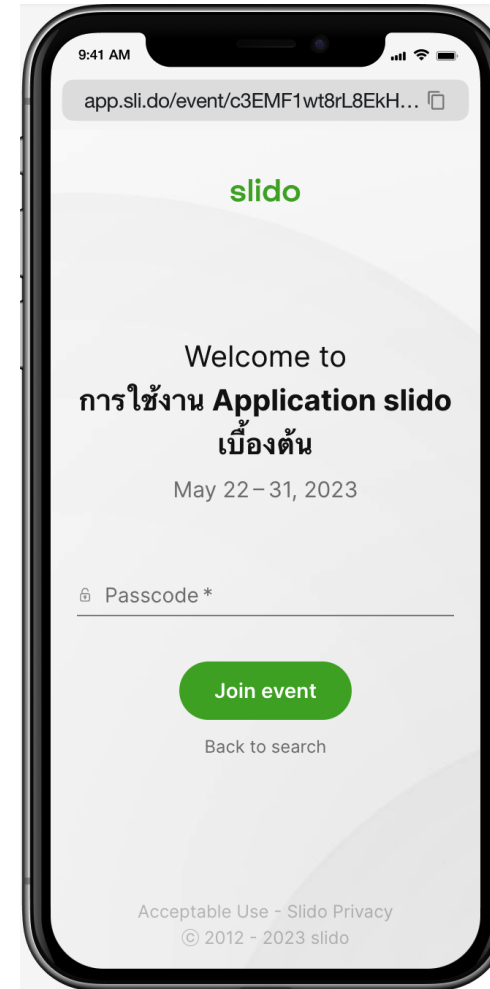 9:41 AM
app.sli.do/event/c3EMF1wt8rL8EkH...
slido
Welcome to
การใช้งาน Application slido
เบื้องต้น
May 22 – 31, 2023
Passcode *
Join event
Back to search
Acceptable Use - Slido Privacy
© 2012 - 2023 slido